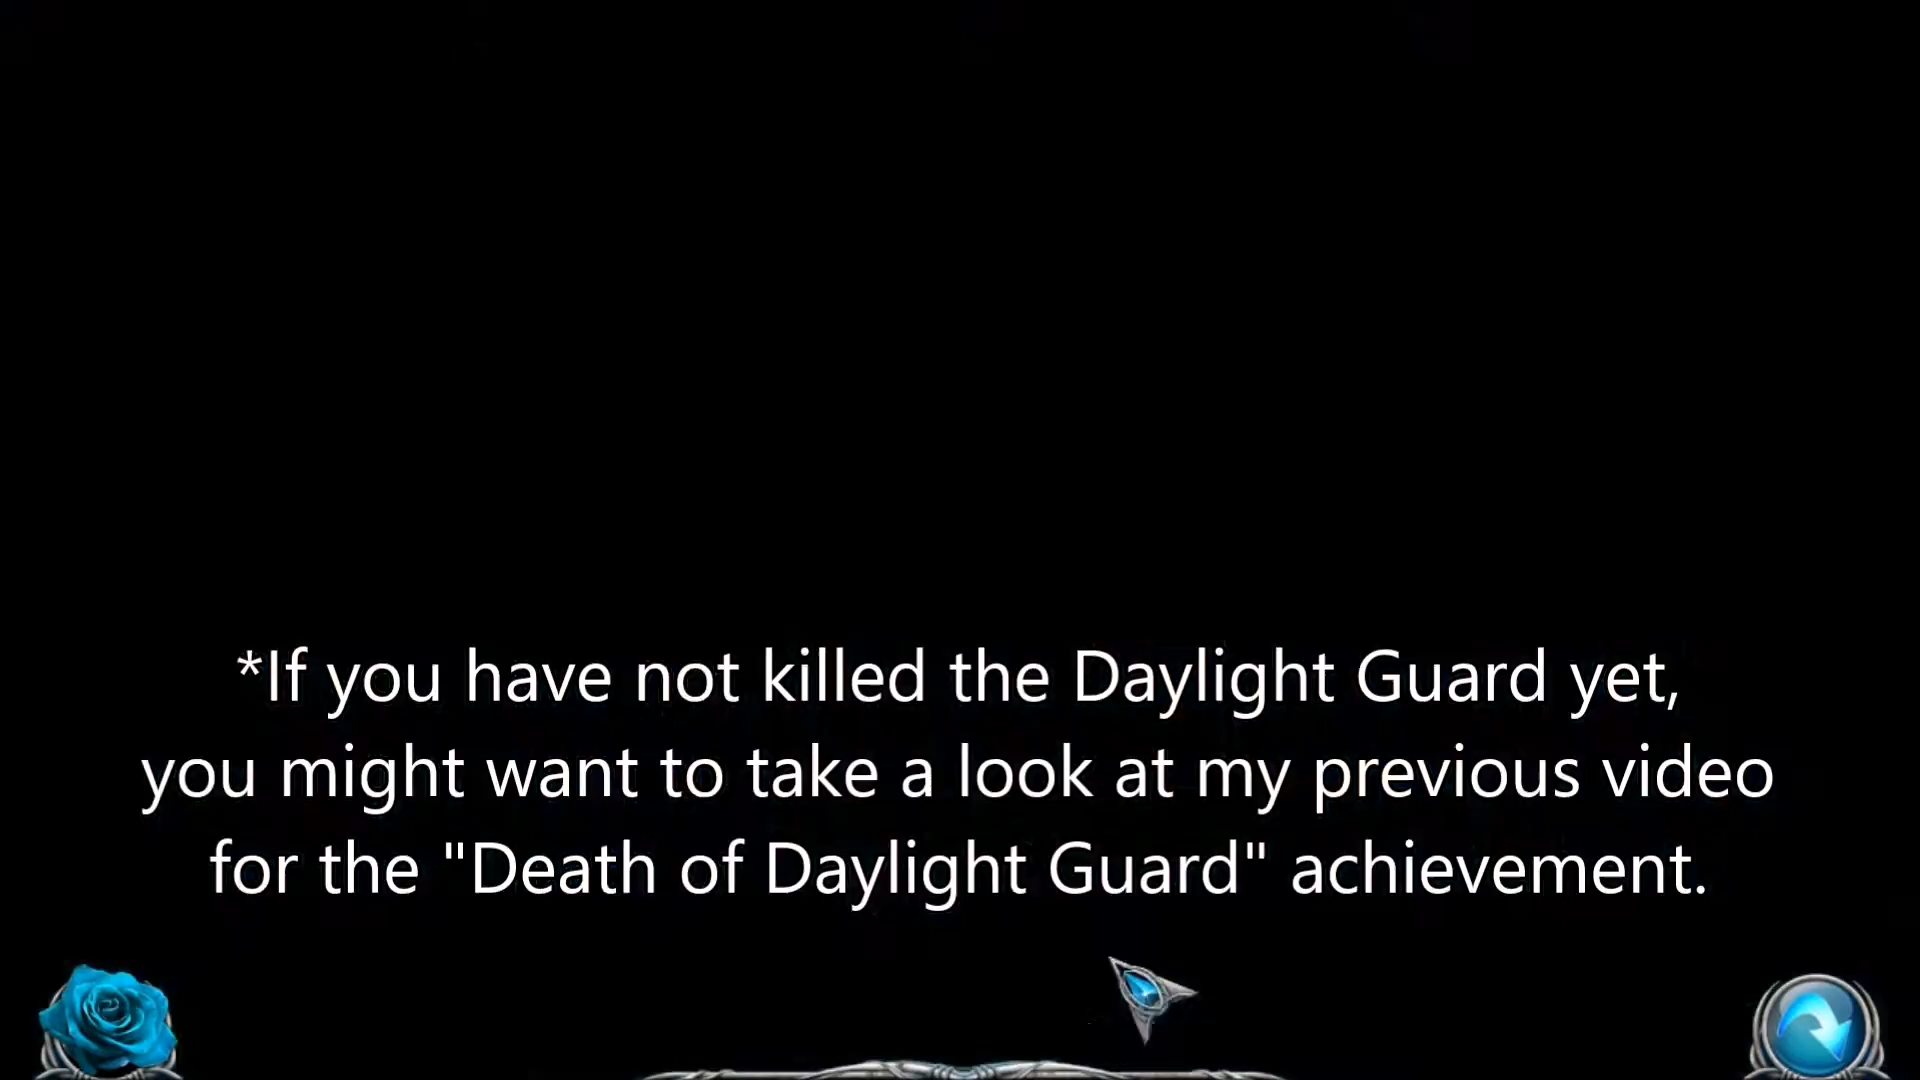 *If you have not killed the Daylight Guard yet,
you might want to take a look at my previous video
for the "Death of Daylight Guard" achievement.